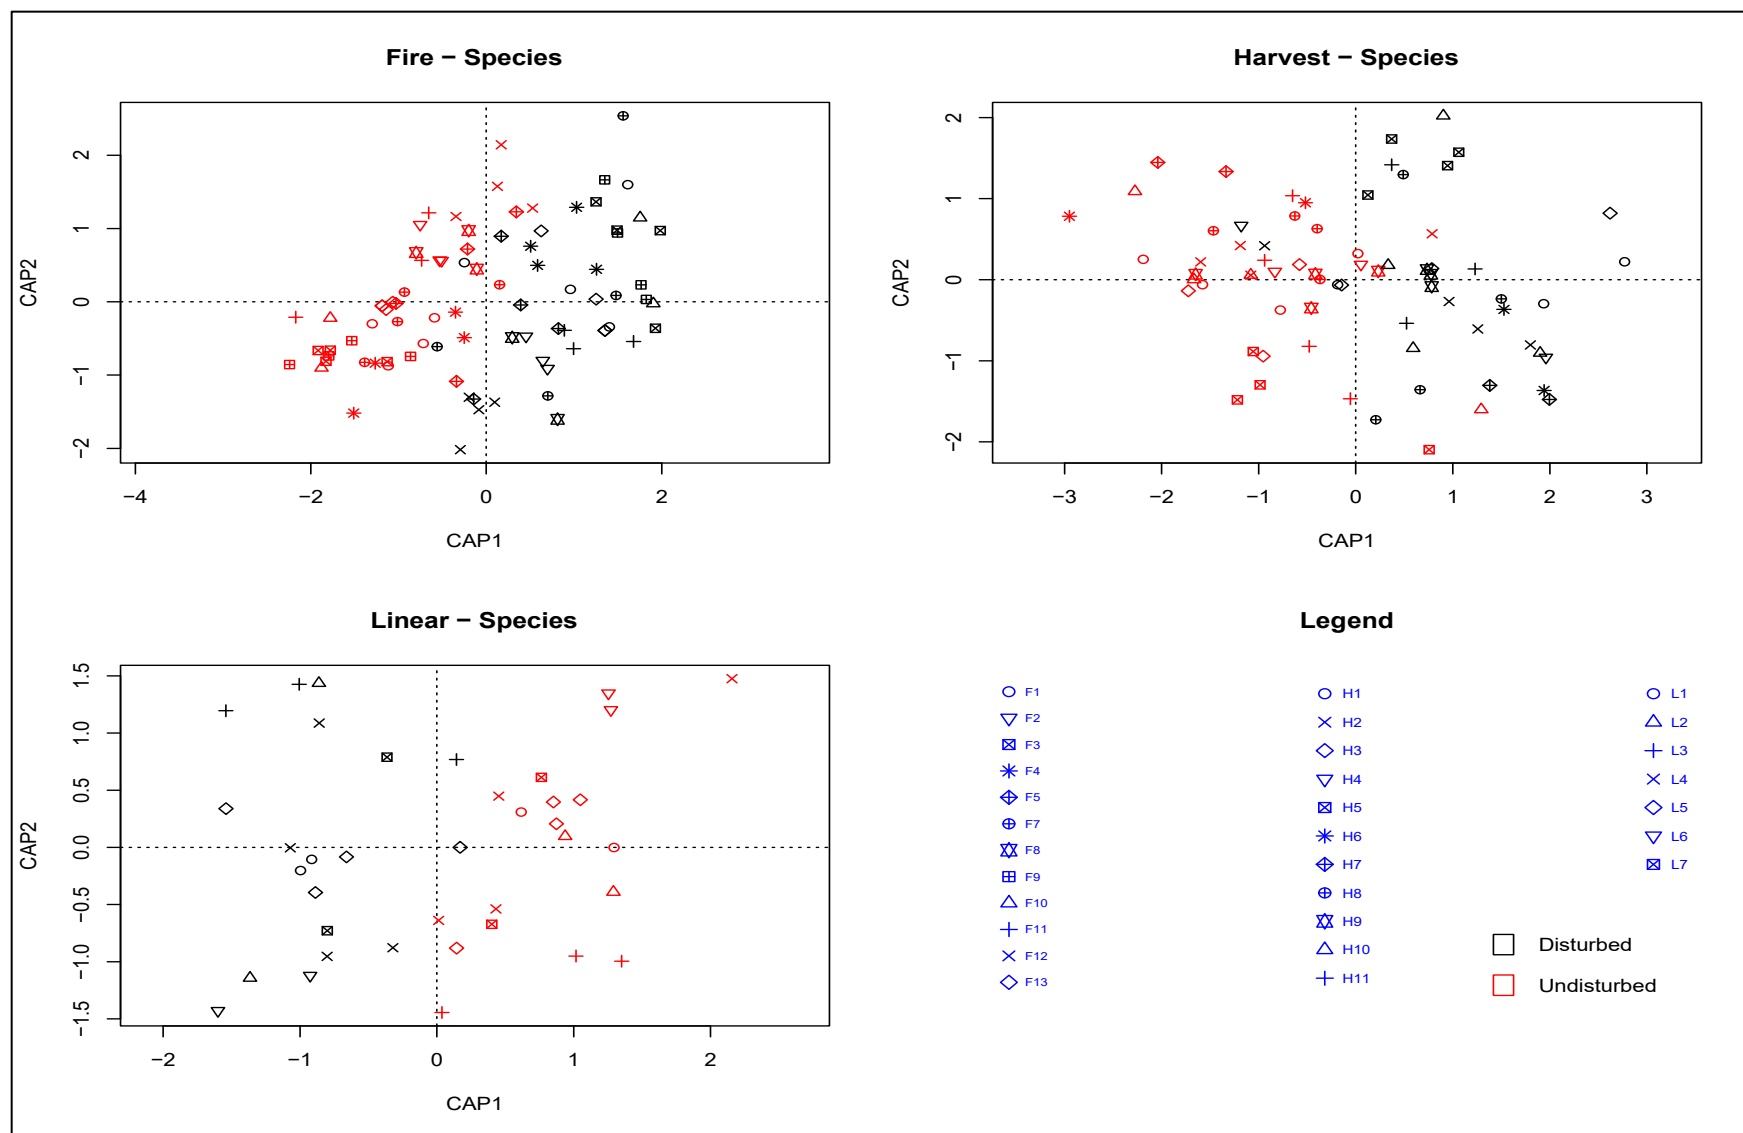 Fire − Species
CAP2
2
1
0
−1
−2
−4
−2
0
2
CAP1
Harvest − Species
CAP2
2
1
0
−1
−2
−3
−2
−1
0
1
2
3
CAP1
Linear − Species
CAP2
1.5
1.0
0.5
0.0
−0.5
−1.0
−1.5
−2
−1
0
1
2
CAP1
Legend
F1
F2
F3
F4
F5
F7
F8
F9
F10
F11
F12
F13
H1
H2
H3
H4
H5
H6
H7
H8
H9
H10
H11
L1
L2
L3
L4
L5
L6
L7
Disturbed
Undisturbed